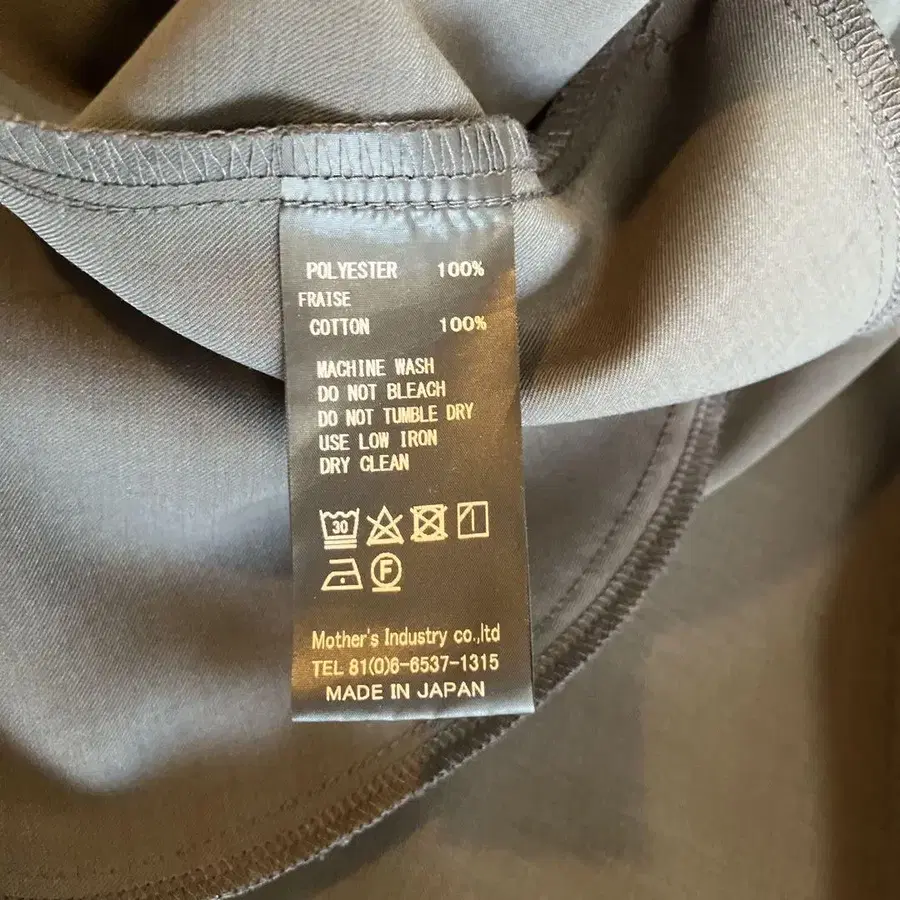 POLYESTER 100%
FRAISE
COTTON 100%
MACHINE WASH
DO NOT BLEACH
DO NOT TUMBLE DRY
USE LOW IRON
DRY CLEAN
30
F
Mother's Industry co.,ltd
TEL 81(0)6-6537-1315
MADE IN JAPAN